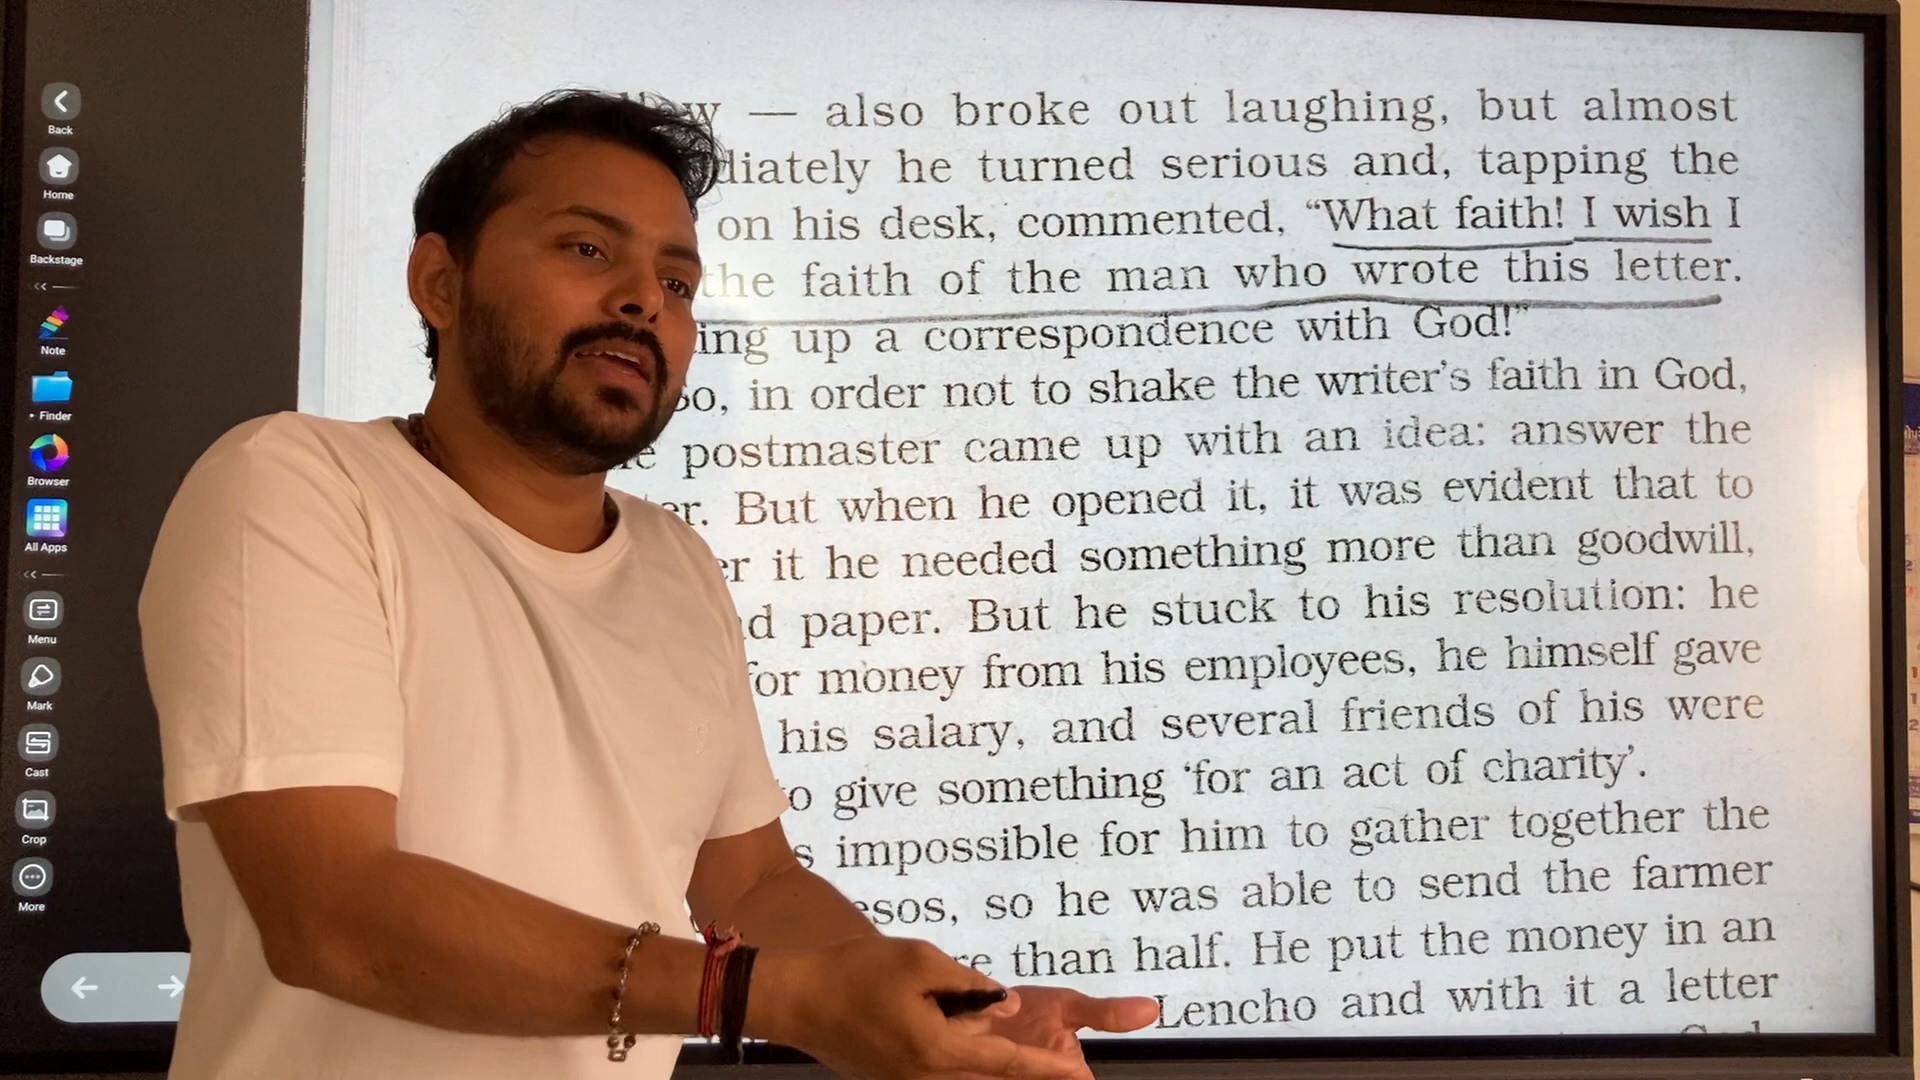 Back
Home
Backstage
Note
Finder
Browser
All Apps
Menu
Mark
Cast
Crop
More
— also broke out laughing, but almost
he turned serious and, tapping the
on his desk, commented, “What faith! I wish I
the faith of the man who wrote this letter.
up a correspondence with God!”
So, in order not to shake the writer’s faith in God,
postmaster came up with an idea: answer the
But when he opened it, it was evident that to
it he needed something more than goodwill,
paper. But he stuck to his resolution: he
for money from his employees, he himself gave
his salary, and several friends of his were
to give something ‘for an act of charity’.
impossible for him to gather together the
so he was able to send the farmer
than half. He put the money in an
Lencho and with it a letter